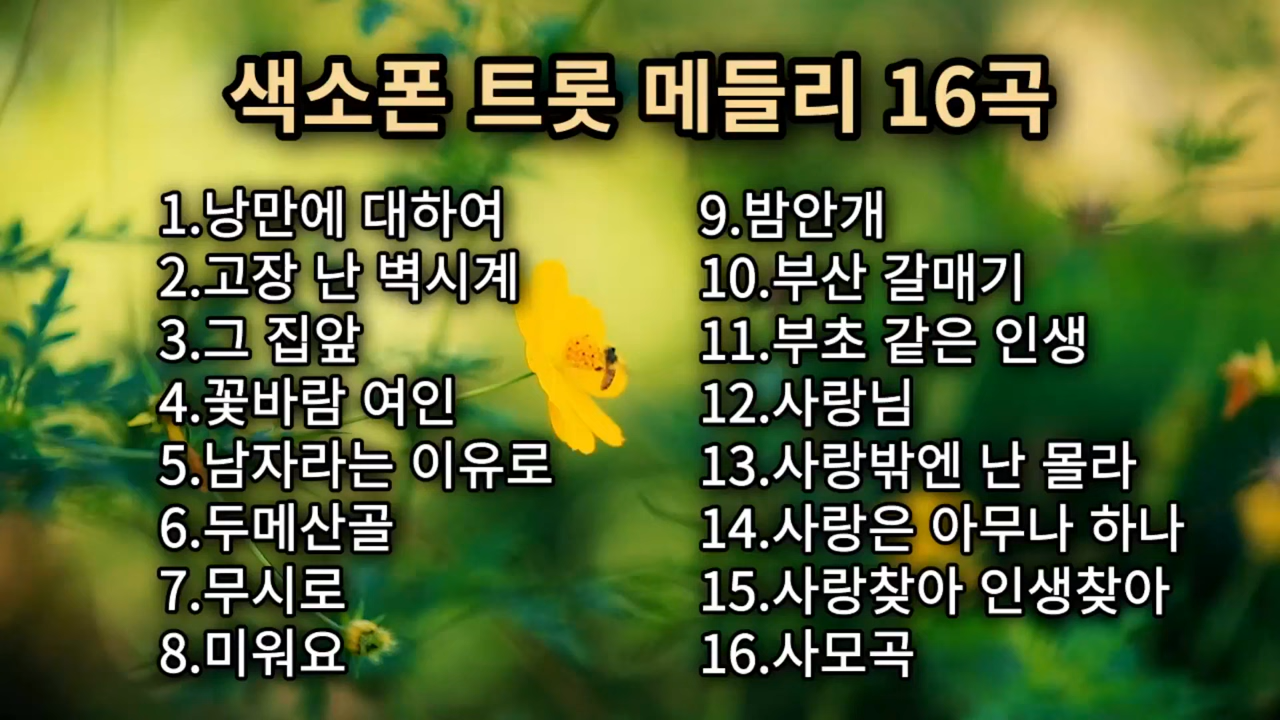 색소폰 트롯 메들리 16곡
1.낭만에 대하여
2.고장 난 벽시계
3.그 집앞
4.꽃바람 여인
5.남자라는 이유로
6.두메산골
7.무시로
8.미워요
9.밤안개
10.부산 갈매기
11.부초 같은 인생
12.사랑님
13.사랑밖엔 난 몰라
14.사랑은 아무나 하나
15.사랑찾아 인생찾아
16.사모곡